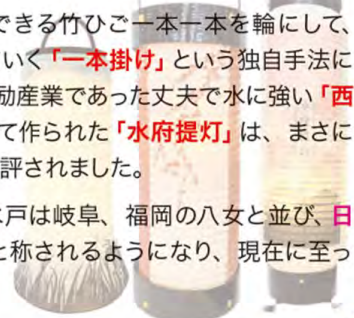 できる竹ひご一本一本を輪にして、
いく「一本掛け」という独自手法に
励産業であった丈夫で水に強い「西
て作られた「水府提灯」は、まさに
評されました。
戸は岐阜、福岡の八女と並び、日
と称されるようになり、現在に至っ